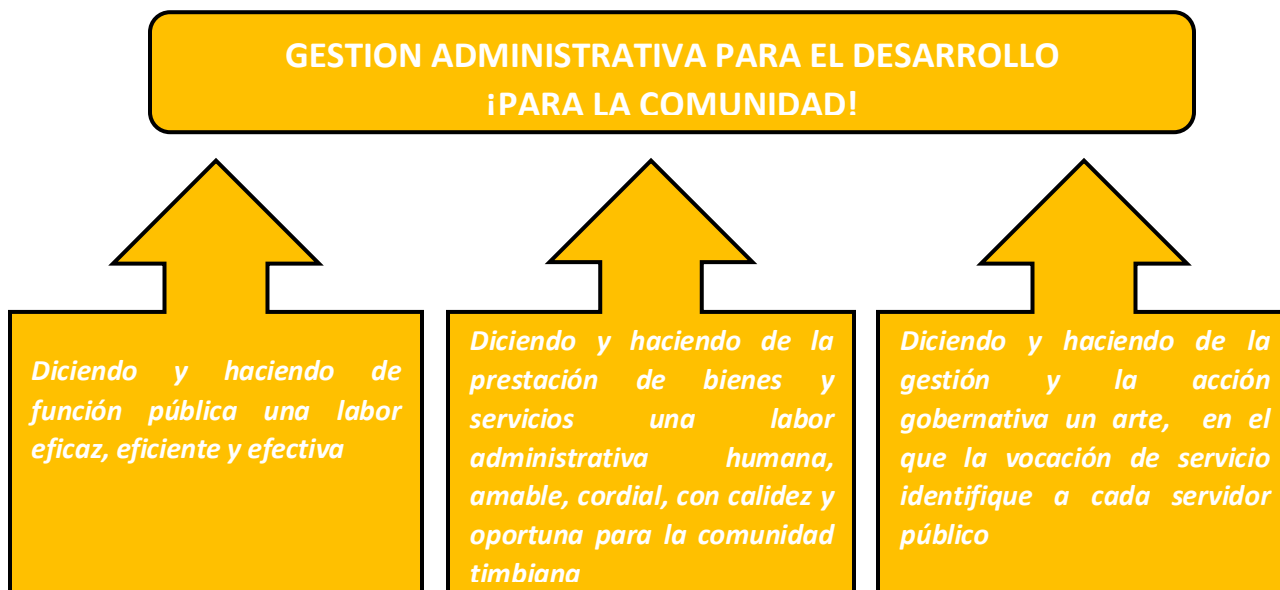 GESTION ADMINISTRATIVA PARA EL DESARROLLO
¡PARA LA COMUNIDAD!
Diciendo y haciendo de
función pública una labor
eficaz, eficiente y efectiva
Diciendo y haciendo de la
prestación de bienes y
servicios una labor
administrativa humana,
amable, cordial, con calidez y
oportuna para la comunidad
timbiana
Diciendo y haciendo de la
gestión y la acción
gobernativa un arte, en el
que la vocación de servicio
identifique a cada servidor
público